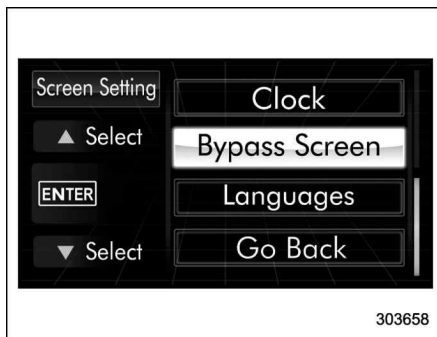 Screen Setting
▲ Select
ENTER
▼ Select
Clock
Bypass Screen
Languages
Go Back
303658